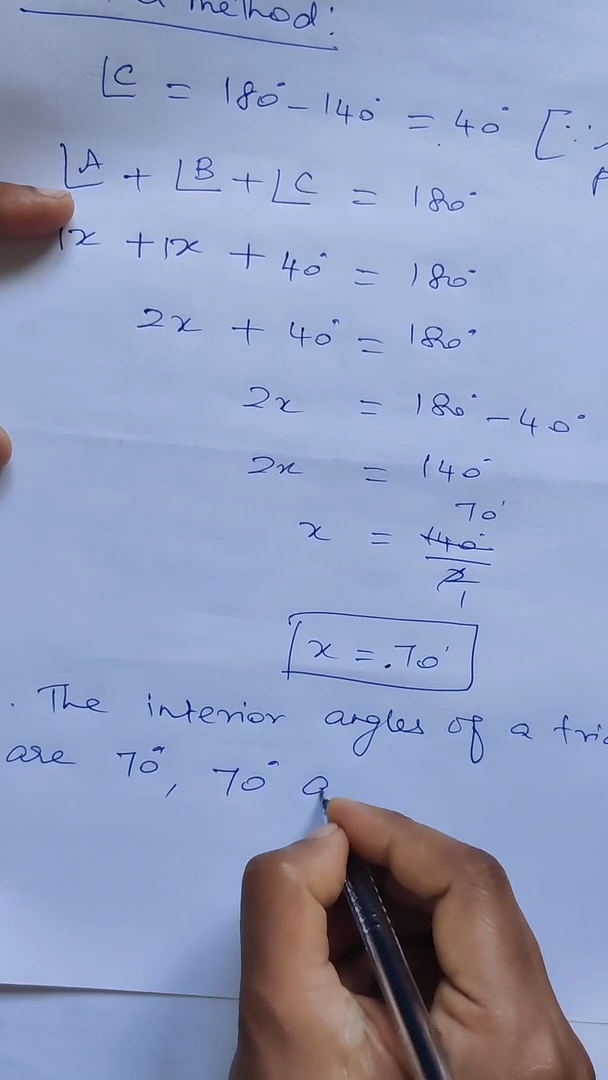 method:
∟C = 180° - 140° = 40° [∵
∟A + ∟B + ∟C = 180°
1x + 1x + 40° = 180°
2x + 40° = 180°
2x = 180° - 40°
2x = 140°
70°
x = 140°/2
1
x = 70°
. The interior angles of a
are 70°, 70° a